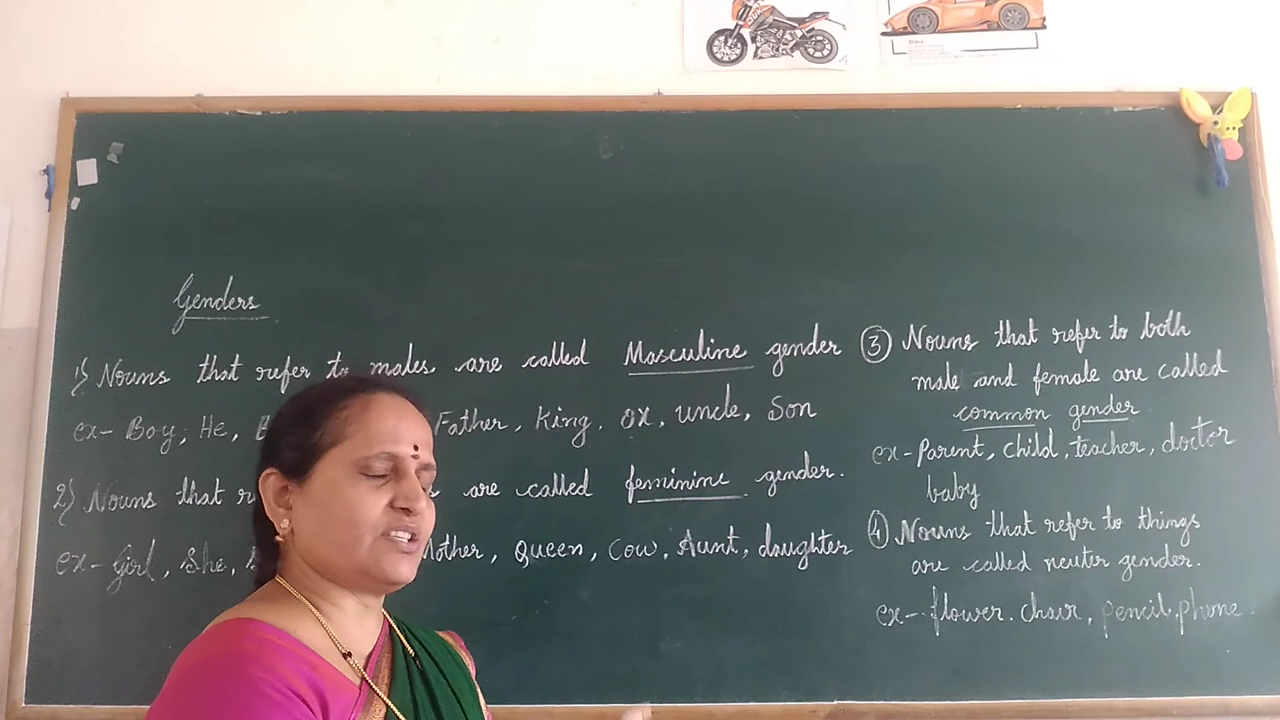 Genders
1) Nouns that refer to males are called Masculine gender
ex- Boy, He, Father, King, Ox, Uncle, Son
2) Nouns that are called feminine gender.
ex- Girl, She, Mother, Queen, Cow, Aunt, daughter
3 Nouns that refer to both
male and female are called
common gender
ex- Parent, Child, teacher, doctor
baby
4 Nouns that refer to things
are called neuter gender.
ex- flower. chair, pencil, phone.